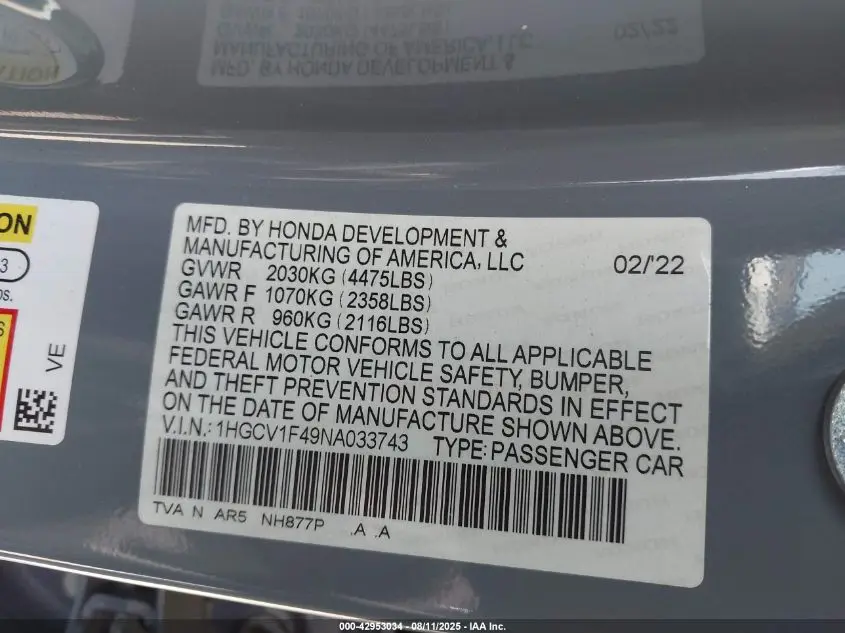 MFD. BY HONDA DEVELOPMENT &
MANUFACTURING OF AMERICA, LLC
02/'22
GVWR 2030KG (4475LBS)
GAWR F 1070KG (2358LBS)
GAWR R 960KG (2116LBS)
THIS VEHICLE CONFORMS TO ALL APPLICABLE
FEDERAL MOTOR VEHICLE SAFETY, BUMPER,
AND THEFT PREVENTION STANDARDS IN EFFECT
ON THE DATE OF MANUFACTURE SHOWN ABOVE.
V.I.N.: 1HGCV1F49NA033743 TYPE: PASSENGER CAR
TVA N AR5 NH877P .A .A
ON
3
VE
000-42953034 - 08/11/2025 - IAA Inc.